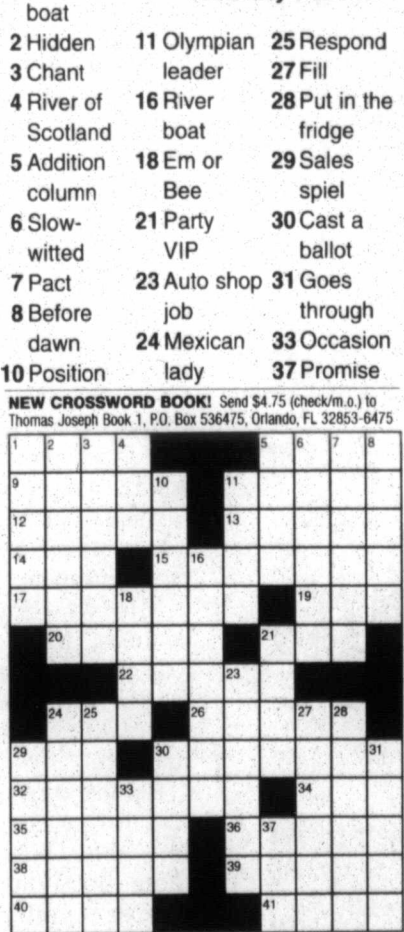 boat
2 Hidden
3 Chant
4 River of
Scotland
5 Addition
column
6 Slow-
witted
7 Pact
8 Before
dawn
10 Position
11 Olympian
leader
16 River
boat
18 Em or
Bee
21 Party
VIP
23 Auto shop
job
24 Mexican
lady
25 Respond
27 Fill
28 Put in the
fridge
29 Sales
spiel
30 Cast a
ballot
31 Goes
through
33 Occasion
37 Promise
NEW CROSSWORD BOOK! Send $4.75 (check/m.o.) to
Thomas Joseph Book 1, P.O. Box 536475, Orlando, FL 32853-6475
1 2 3 4 5 6 7 8
9 10 11
12 13
14 15 16
17 18 19
20 21
22 23
24 25 26 27 28
29 30 31
32 33 34
35 36 37
38 39
40 41